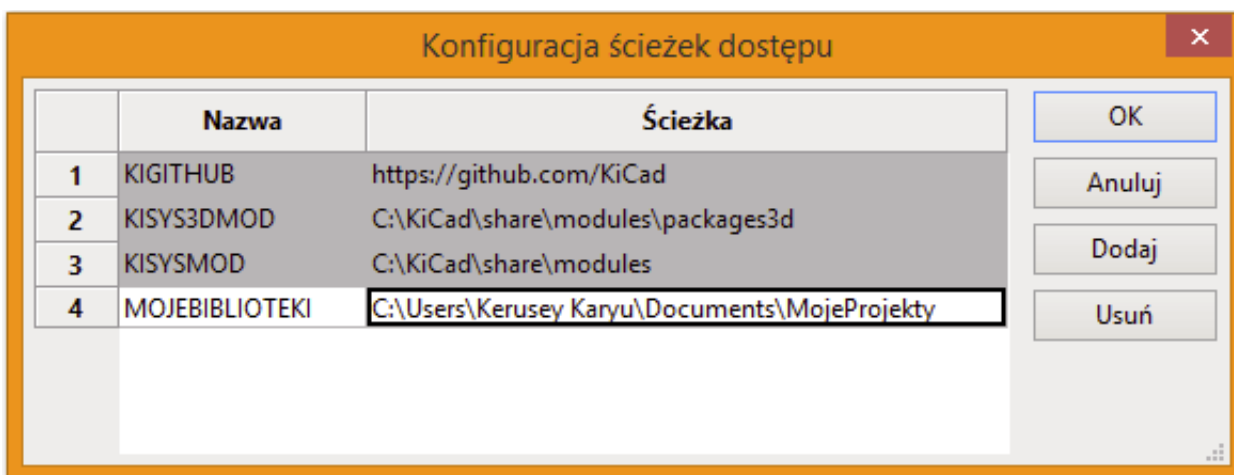 Konfiguracja ścieżek dostępu
Nazwa Ścieżka
1 KIGITHUB https://github.com/KiCad
2 KISYS3DMOD C:\KiCad\share\modules\packages3d
3 KISYSMOD C:\KiCad\share\modules
4 MOJEBIBLIOTEKI C:\Users\Kerusey Karyu\Documents\MojeProjekty
OK
Anuluj
Dodaj
Usuń